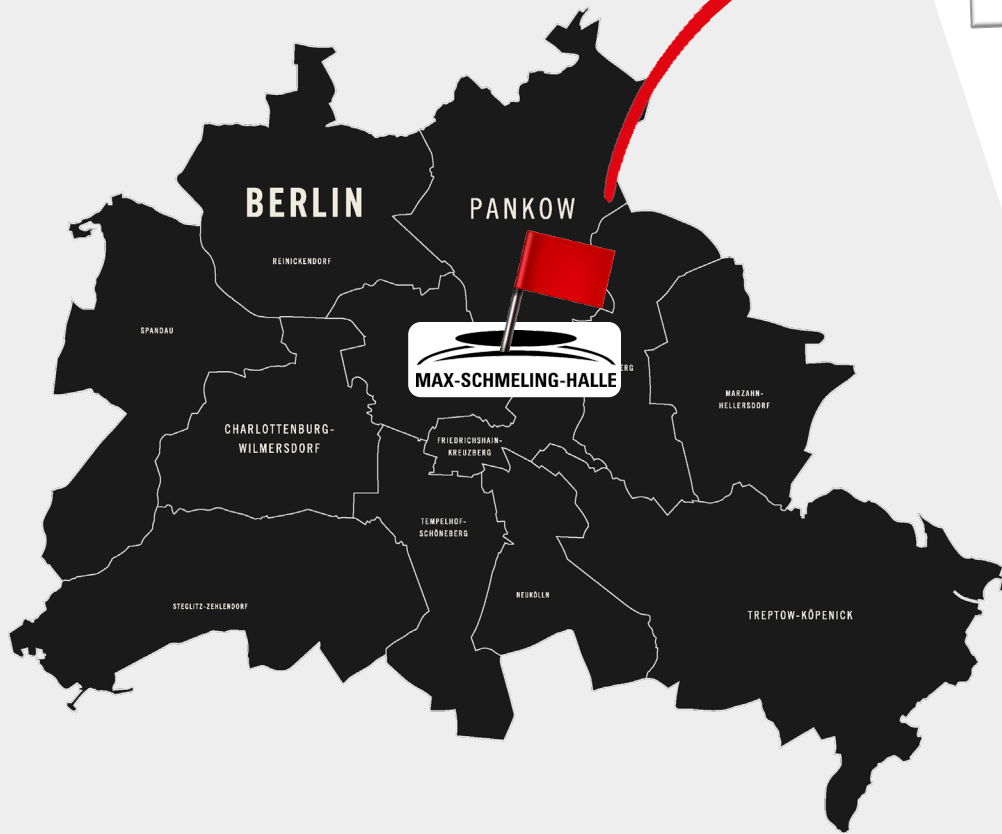 BERLIN
PANKOW
REINICKENDORF
SPANDAU
ERG
MAX-SCHMELING-HALLE
MARZAHN-
HELLERSDORF
CHARLOTTENBURG-
WILMERSDORF
FRIEDRICHSHAIN-
KREUZBERG
TEMPELHOF-
SCHÖNEBERG
NEUKÖLLN
STEGLITZ-ZEHLENDORF
TREPTOW-KÖPENICK